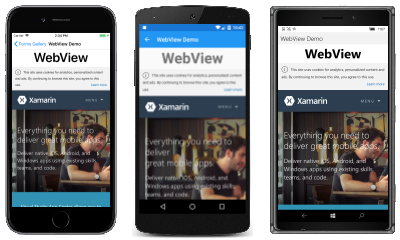 2:36 PM
Forms Gallery WebView Demo
WebView
This site uses cookies for analytics, personalized content
and ads. By continuing to browse this site, you agree to this use.
Learn more
Xamarin
MENU
Everything you need to
deliver great mobile apps.
Deliver native iOS, Android, and
Windows apps using existing skills,
teams, and code.
WebView Demo
WebView
This site uses cookies for analytics, personalized content
and ads. By continuing to browse this site, you agree to this use.
Learn more
Xamarin
MENU
Everything you need to
deliver great mobile apps.
Deliver native iOS, Android, and
Windows apps using existing
skills, teams, and code.
WebView Demo
WebView
This site uses cookies for analytics, personalized content
and ads. By continuing to browse this site, you agree to this use.
Learn more
Xamarin
MENU
Everything you need to
deliver great mobile apps.
Deliver native iOS, Android, and
Windows apps using existing skills,
teams, and code.